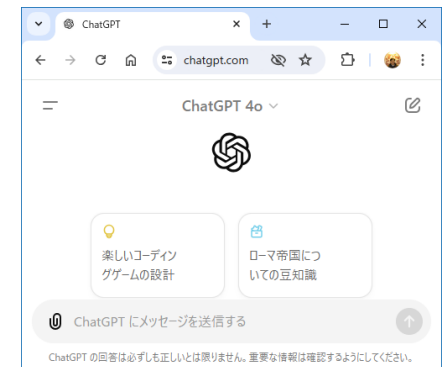 ChatGPT
chatgpt.com
ChatGPT 4o
楽しいコーディン
グゲームの設計
ローマ帝国につ
いての豆知識
ChatGPT にメッセージを送信する
ChatGPT の回答は必ずしも正しいとは限りません。重要な情報は確認するようにしてください。